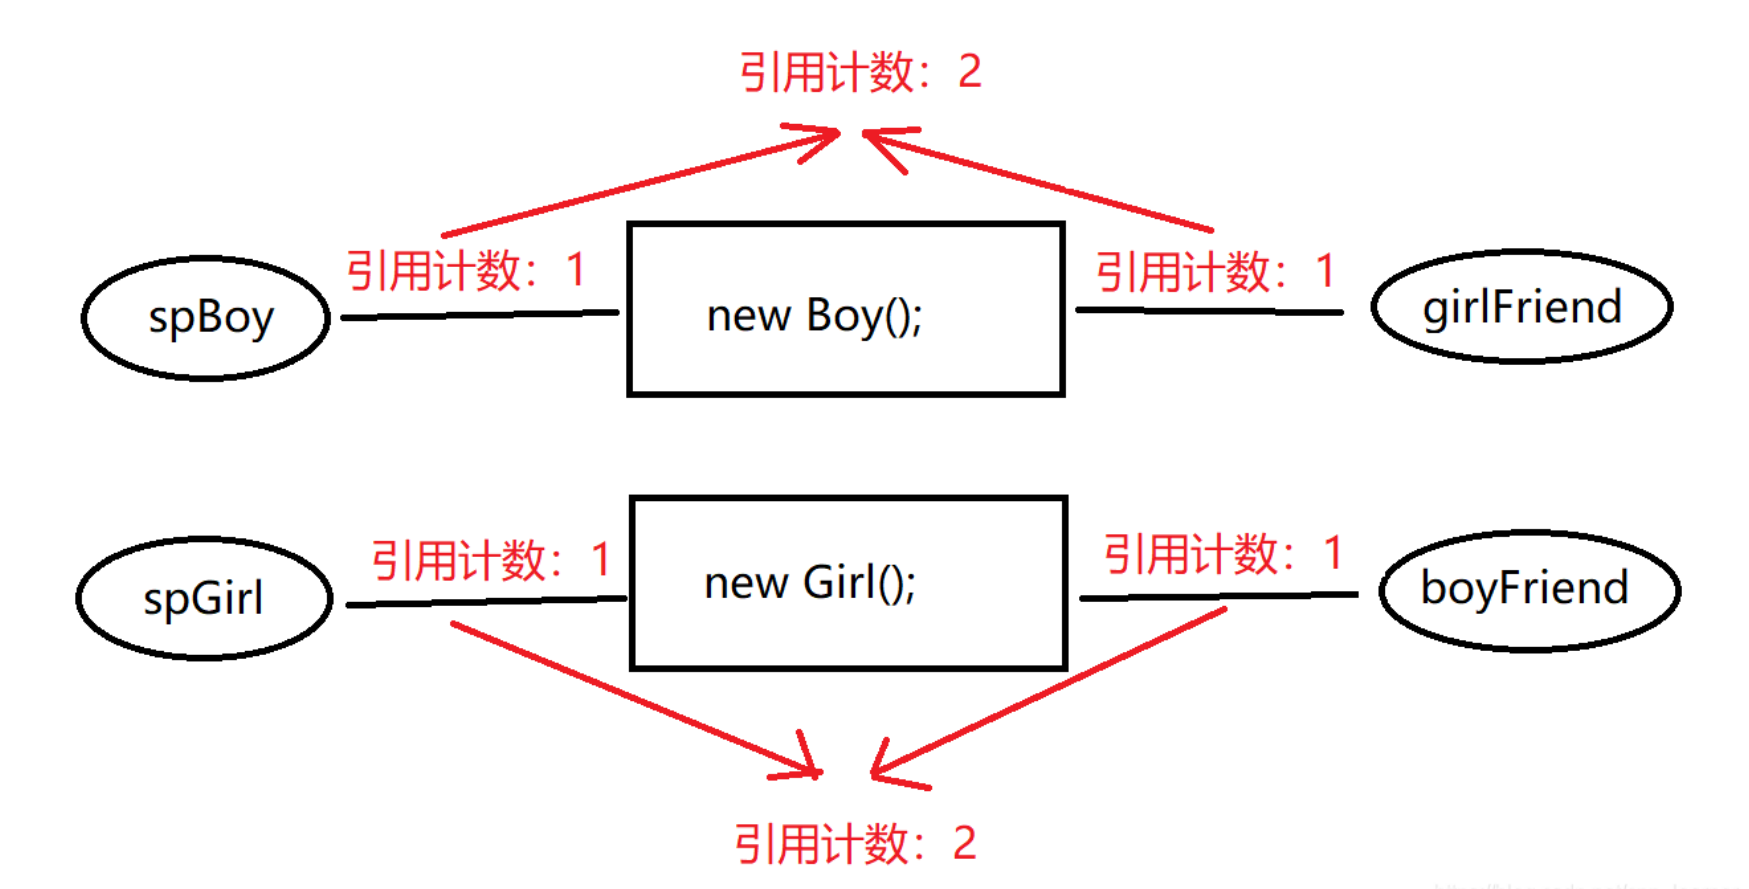 引用计数：2
引用计数：1
引用计数：1
spBoy
new Boy();
girlFriend
引用计数：1
引用计数：1
spGirl
new Girl();
boyFriend
引用计数：2